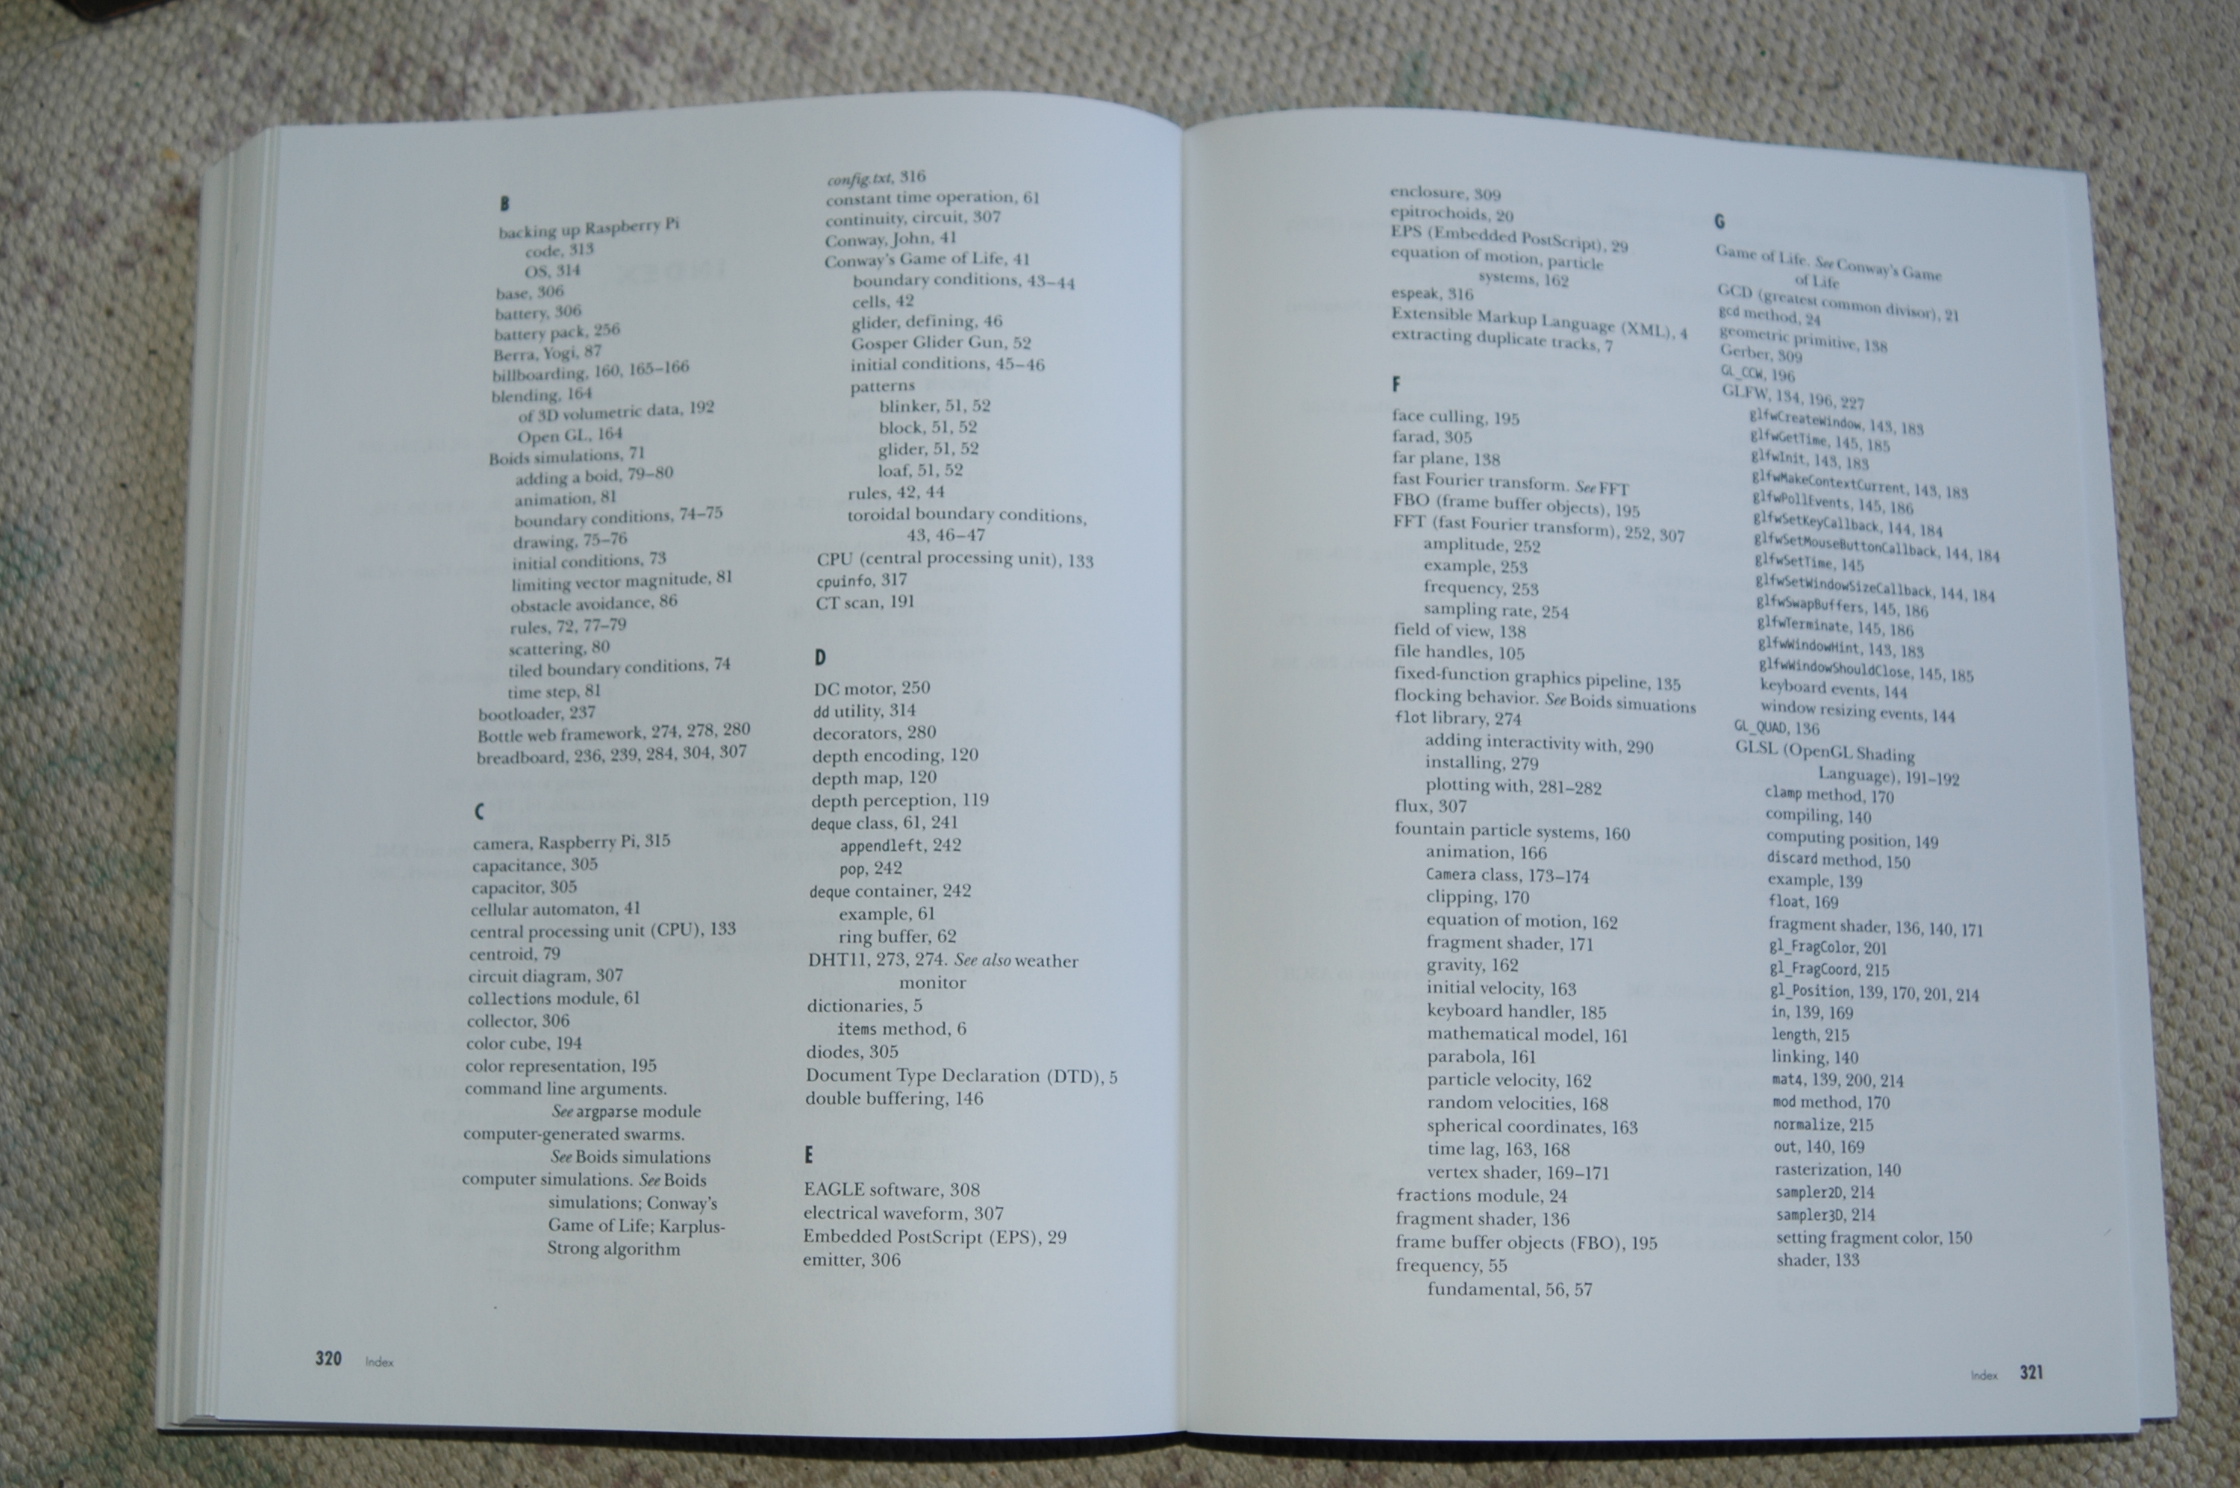 B
backing up Raspberry Pi
code, 313
OS, 314
base, 306
battery, 306
battery pack, 256
Berra, Yogi, 87
billboarding, 160, 165–166
blending, 164
of 3D volumetric data, 192
Open GL, 164
Boids simulations, 71
adding a boid, 79–80
animation, 81
boundary conditions, 74–75
drawing, 75–76
initial conditions, 73
limiting vector magnitude, 81
obstacle avoidance, 86
rules, 72, 77–79
scattering, 80
tiled boundary conditions, 74
time step, 81
bootloader, 237
Bottle web framework, 274, 278, 280
breadboard, 236, 239, 284, 304, 307
C
camera, Raspberry Pi, 315
capacitance, 305
capacitor, 305
cellular automaton, 41
central processing unit (CPU), 133
centroid, 79
circuit diagram, 307
collections module, 61
collector, 306
color cube, 194
color representation, 195
command line arguments.
See argparse module
computer-generated swarms.
See Boids simulations
computer simulations. See Boids
simulations; Conway's
Game of Life; Karplus-
Strong algorithm
config.txt, 316
constant time operation, 61
continuity, circuit, 307
Conway, John, 41
Conway's Game of Life, 41
boundary conditions, 43–44
cells, 42
glider, defining, 46
Gosper Glider Gun, 52
initial conditions, 45–46
patterns
blinker, 51, 52
block, 51, 52
glider, 51, 52
loaf, 51, 52
rules, 42, 44
toroidal boundary conditions,
43, 46–47
CPU (central processing unit), 133
cpuinfo, 317
CT scan, 191
D
DC motor, 250
dd utility, 314
decorators, 280
depth encoding, 120
depth map, 120
depth perception, 119
deque class, 61, 241
appendleft, 242
pop, 242
deque container, 242
example, 61
ring buffer, 62
DHT11, 273, 274. See also weather
monitor
dictionaries, 5
items method, 6
diodes, 305
Document Type Declaration (DTD), 5
double buffering, 146
E
EAGLE software, 308
electrical waveform, 307
Embedded PostScript (EPS), 29
emitter, 306
320 Index
enclosure, 309
epitrochoids, 20
EPS (Embedded PostScript), 29
equation of motion, particle
systems, 162
espeak, 316
Extensible Markup Language (XML), 4
extracting duplicate tracks, 7
F
face culling, 195
farad, 305
far plane, 138
fast Fourier transform. See FFT
FBO (frame buffer objects), 195
FFT (fast Fourier transform), 252, 307
amplitude, 252
example, 253
frequency, 253
sampling rate, 254
field of view, 138
file handles, 105
fixed-function graphics pipeline, 135
flocking behavior. See Boids simuations
flot library, 274
adding interactivity with, 290
installing, 279
plotting with, 281–282
flux, 307
fountain particle systems, 160
animation, 166
Camera class, 173–174
clipping, 170
equation of motion, 162
fragment shader, 171
gravity, 162
initial velocity, 163
keyboard handler, 185
mathematical model, 161
parabola, 161
particle velocity, 162
random velocities, 168
spherical coordinates, 163
time lag, 163, 168
vertex shader, 169–171
fractions module, 24
fragment shader, 136
frame buffer objects (FBO), 195
frequency, 55
fundamental, 56, 57
G
Game of Life. See Conway's Game
of Life
GCD (greatest common divisor), 21
gcd method, 24
geometric primitive, 138
Gerber, 309
GL_CCW, 196
GLFW, 134, 196, 227
glfwCreateWindow, 143, 183
glfwGetTime, 145, 185
glfwInit, 143, 183
glfwMakeContextCurrent, 143, 183
glfwPollEvents, 145, 186
glfwSetKeyCallback, 144, 184
glfwSetMouseButtonCallback, 144, 184
glfwSetTime, 145
glfwSetWindowSizeCallback, 144, 184
glfwSwapBuffers, 145, 186
glfwTerminate, 145, 186
glfwWindowHint, 143, 183
glfwWindowShouldClose, 145, 185
keyboard events, 144
window resizing events, 144
GL_QUAD, 136
GLSL (OpenGL Shading
Language), 191–192
clamp method, 170
compiling, 140
computing position, 149
discard method, 150
example, 139
float, 169
fragment shader, 136, 140, 171
gl_FragColor, 201
gl_FragCoord, 215
gl_Position, 139, 170, 201, 214
in, 139, 169
length, 215
linking, 140
mat4, 139, 200, 214
mod method, 170
normalize, 215
out, 140, 169
rasterization, 140
sampler2D, 214
sampler3D, 214
setting fragment color, 150
shader, 133
Index 321